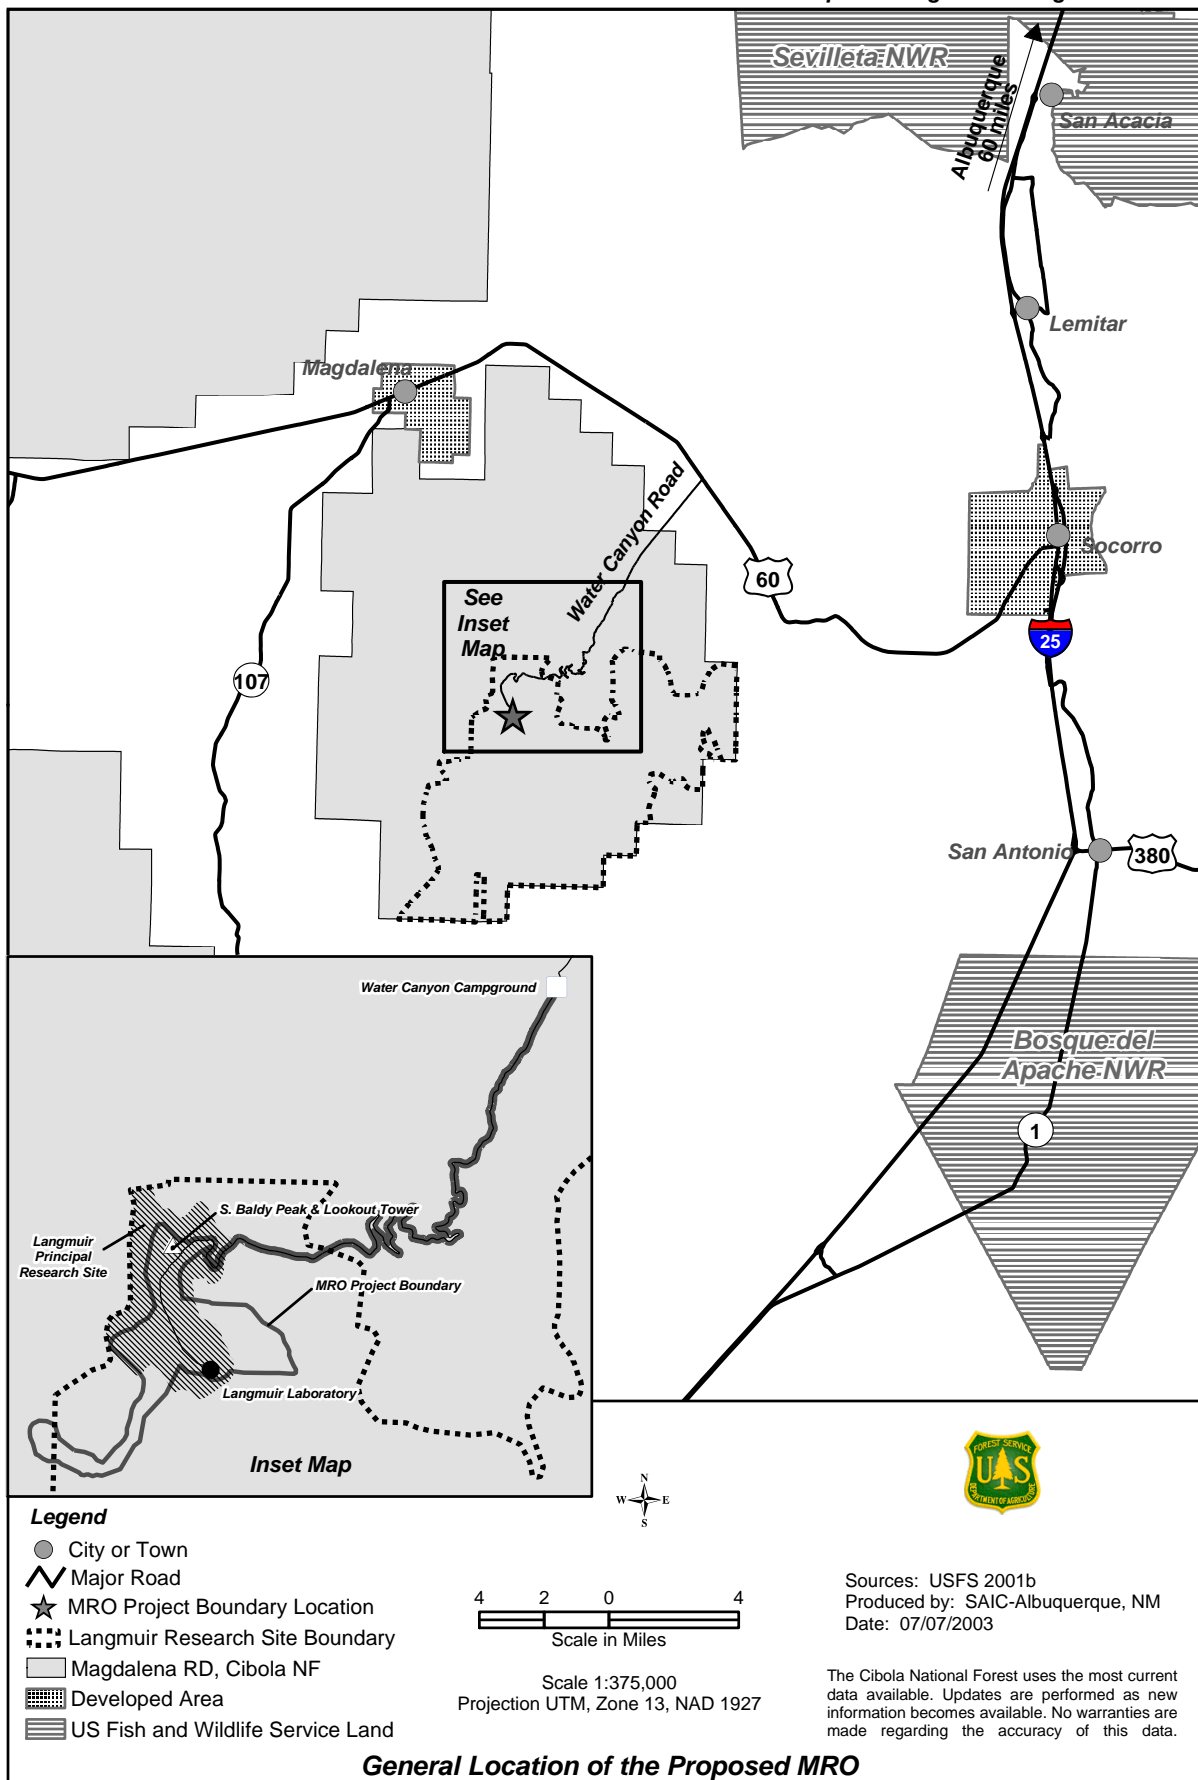 Sevilleta NWR
Albuquerque
60 miles
San Acacia
Lemitar
Magdalena
Water Canyon Road
Socorro
60
See
Inset
Map
25
107
San Antonio
380
Bosque del
Apache NWR
1
Water Canyon Campground
S. Baldy Peak & Lookout Tower
Langmuir
Principal
Research Site
MRO Project Boundary
Langmuir Laboratory
Inset Map
N
W E
S
FOREST SERVICE
US
DEPARTMENT OF AGRICULTURE
Legend
City or Town
Major Road
MRO Project Boundary Location
Langmuir Research Site Boundary
Magdalena RD, Cibola NF
Developed Area
US Fish and Wildlife Service Land
4 2 0 4
Scale in Miles
Scale 1:375,000
Projection UTM, Zone 13, NAD 1927
Sources: USFS 2001b
Produced by: SAIC-Albuquerque, NM
Date: 07/07/2003
The Cibola National Forest uses the most current
data available. Updates are performed as new
information becomes available. No warranties are
made regarding the accuracy of this data.
General Location of the Proposed MRO